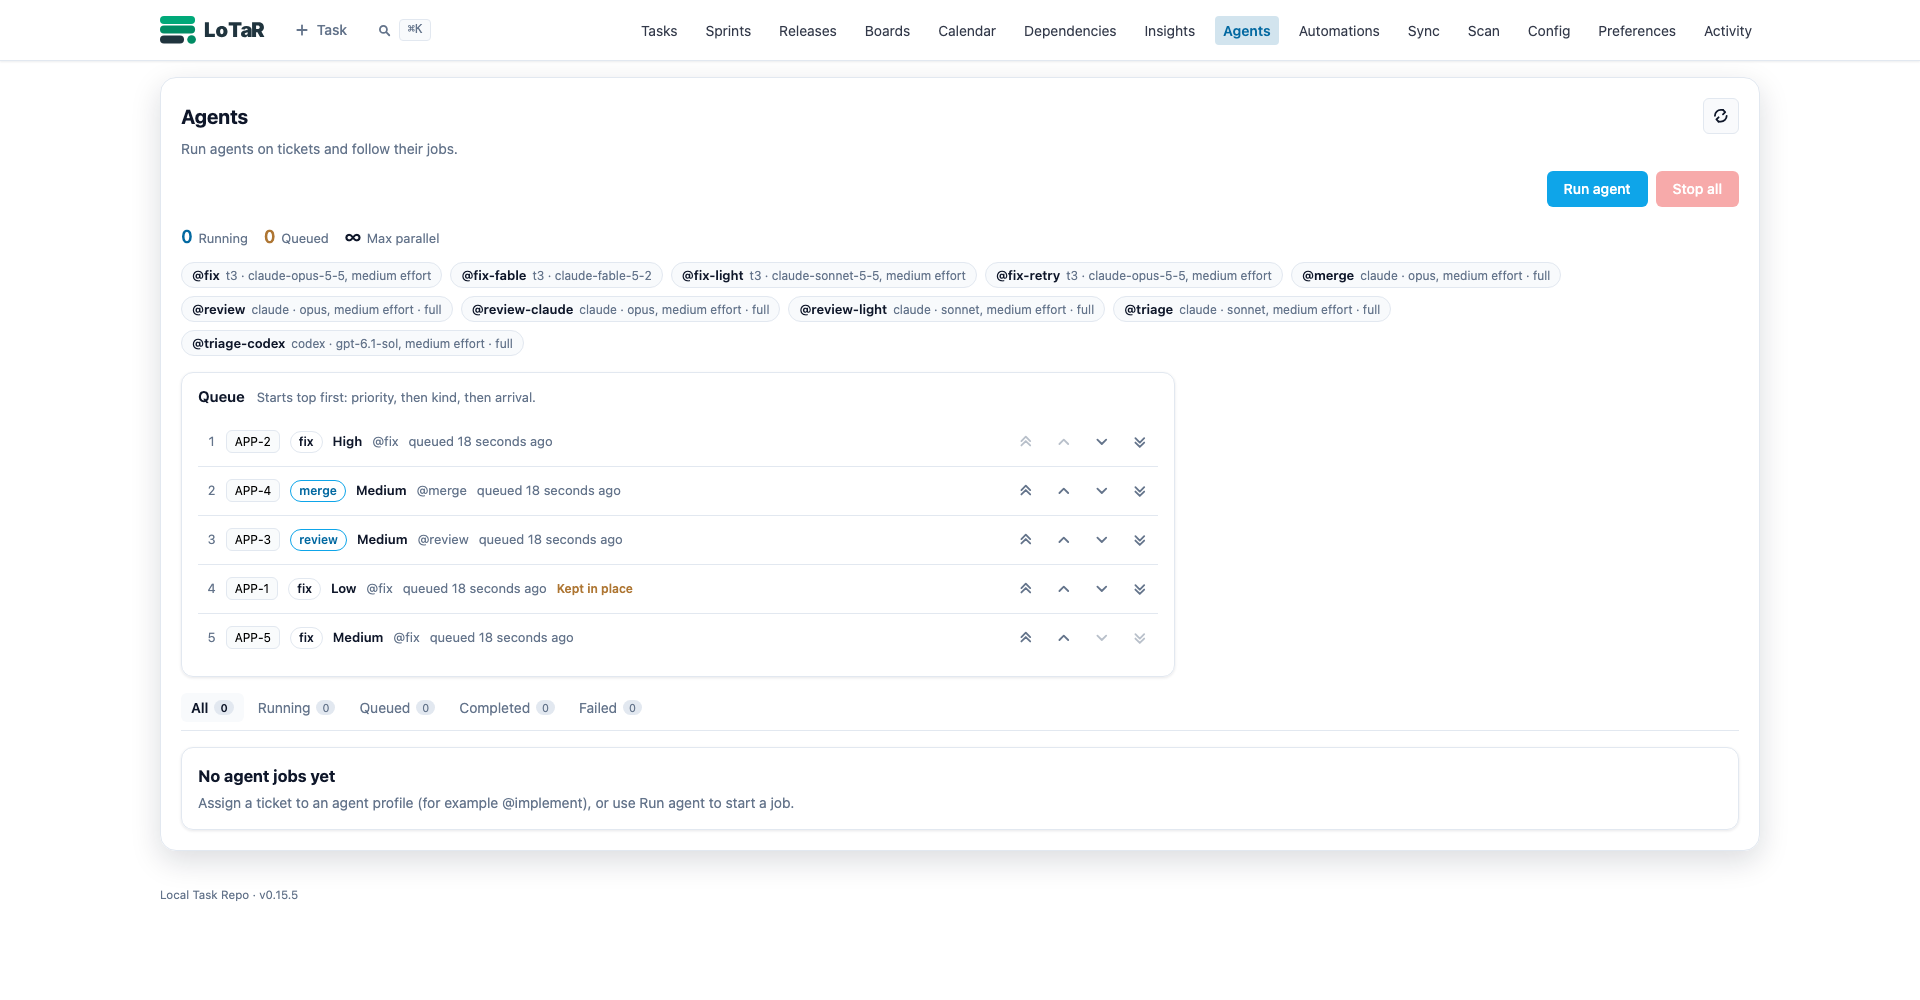 LoTaR + Task ⌘K Tasks Sprints Releases Boards Calendar Dependencies Insights Agents Automations Sync Scan Config Preferences Activity
Agents
Run agents on tickets and follow their jobs.
Run agent Stop all
0 Running 0 Queued ∞ Max parallel
@fix t3 · claude-opus-5-5, medium effort @fix-fable t3 · claude-fable-5-2 @fix-light t3 · claude-sonnet-5-5, medium effort @fix-retry t3 · claude-opus-5-5, medium effort @merge claude · opus, medium effort · full
@review claude · opus, medium effort · full @review-claude claude · opus, medium effort · full @review-light claude · sonnet, medium effort · full @triage claude · sonnet, medium effort · full
@triage-codex codex · gpt-6.1-sol, medium effort · full
Queue Starts top first: priority, then kind, then arrival.
1 APP-2 fix High @fix queued 18 seconds ago
2 APP-4 merge Medium @merge queued 18 seconds ago
3 APP-3 review Medium @review queued 18 seconds ago
4 APP-1 fix Low @fix queued 18 seconds ago Kept in place
5 APP-5 fix Medium @fix queued 18 seconds ago
All 0 Running 0 Queued 0 Completed 0 Failed 0
No agent jobs yet
Assign a ticket to an agent profile (for example @implement), or use Run agent to start a job.
Local Task Repo · v0.15.5